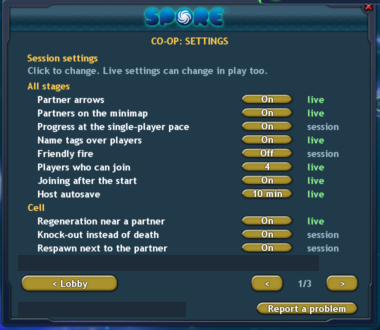 SPORE
CO-OP: SETTINGS
Session settings
Click to change. Live settings can change in play too.
All stages
Partner arrows On live
Partners on the minimap On live
Progress at the single-player pace On session
Name tags over players On live
Friendly fire Off session
Players who can join 4 live
Joining after the start On live
Host autosave 10 min live
Cell
Regeneration near a partner On live
Knock-out instead of death On session
Respawn next to the partner On session
< Lobby < 1/3 >
Report a problem